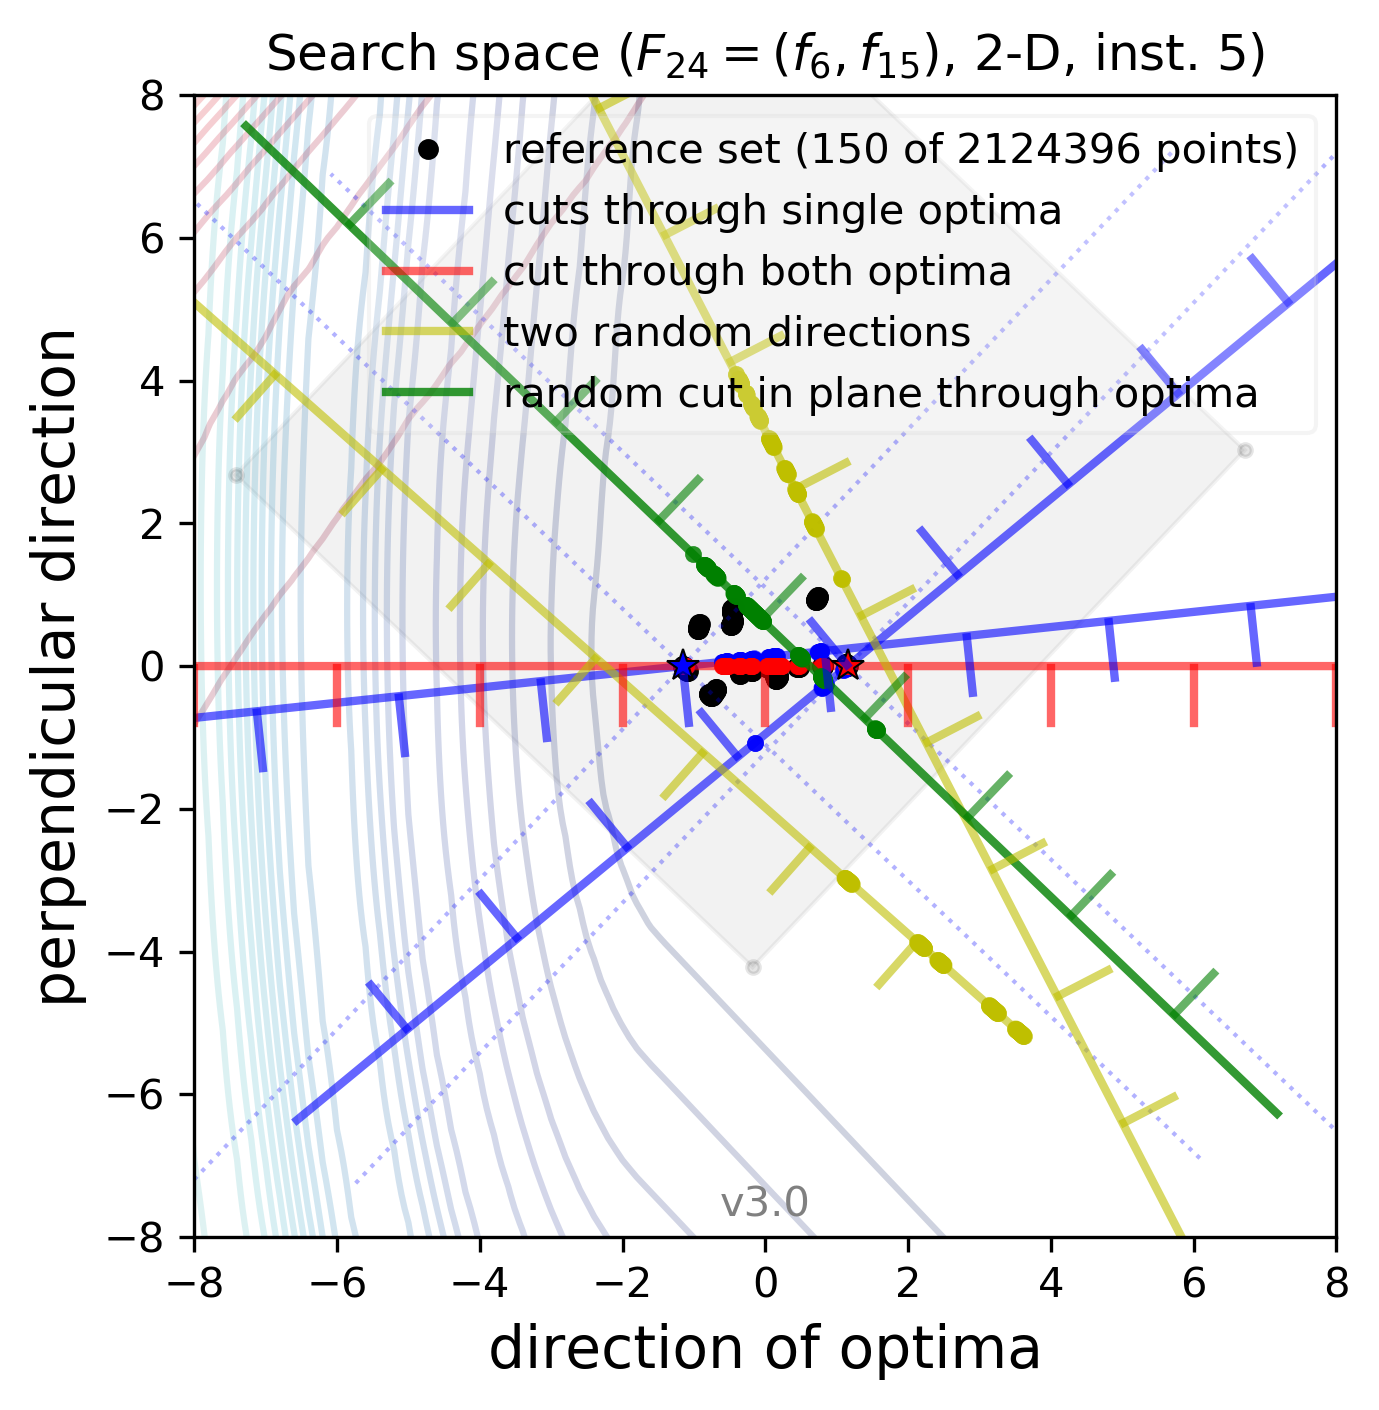 Search space (F24 = (f6, f15), 2-D, inst. 5)
reference set (150 of 2124396 points)
cuts through single optima
cut through both optima
two random directions
random cut in plane through optima
perpendicular direction
8
6
4
2
0
−2
−4
−6
−8
v3.0
−8 −6 −4 −2 0 2 4 6 8
direction of optima